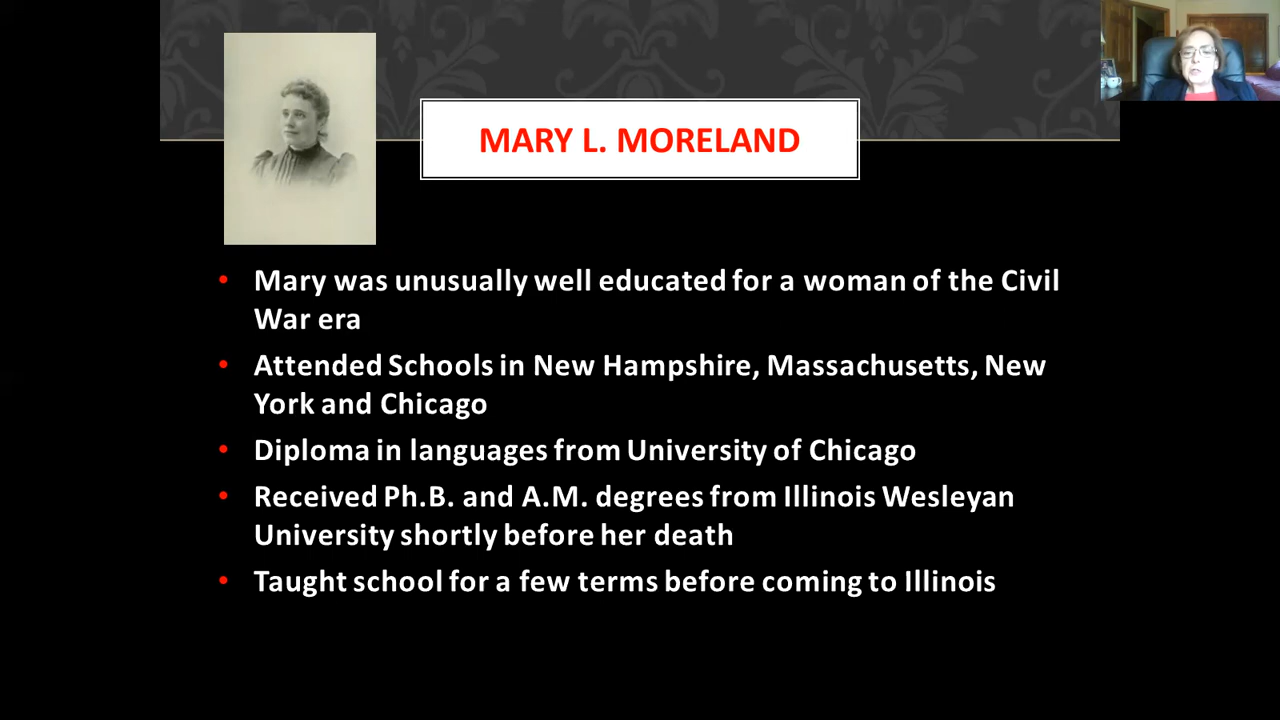 MARY L. MORELAND
• Mary was unusually well educated for a woman of the Civil
War era
• Attended Schools in New Hampshire, Massachusetts, New
York and Chicago
• Diploma in languages from University of Chicago
• Received Ph.B. and A.M. degrees from Illinois Wesleyan
University shortly before her death
• Taught school for a few terms before coming to Illinois